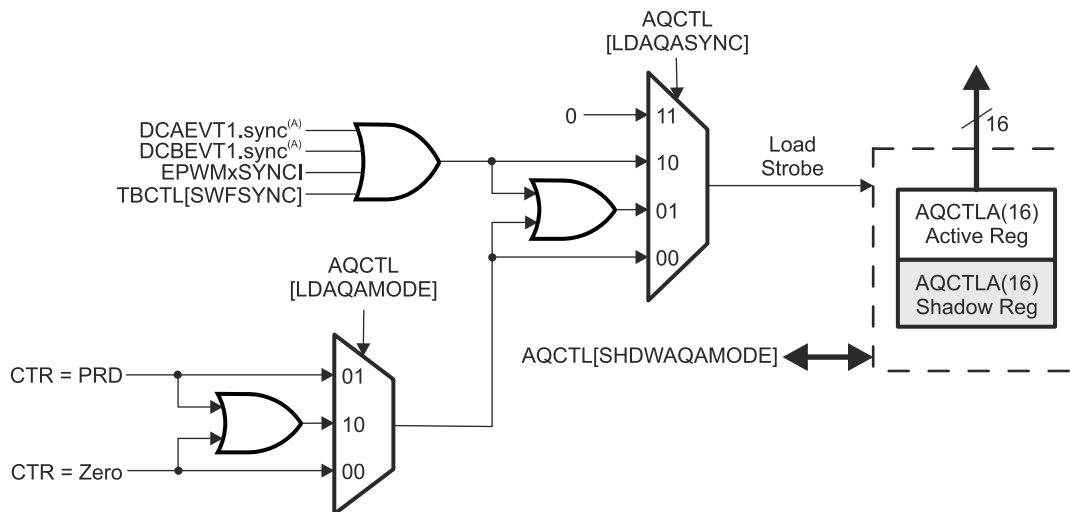 AQCTL
[LDAQASYNC]
0
11
16
DCAEVT1.sync(A)
DCBEVT1.sync(A)
EPWMxSYNCI
TBCTL[SWFSYNC]
10
Load
Strobe
01
00
AQCTLA(16)
Active Reg
AQCTLA(16)
Shadow Reg
AQCTL
[LDAQAMODE]
AQCTL[SHDWAQAMODE]
CTR = PRD
01
10
CTR = Zero
00